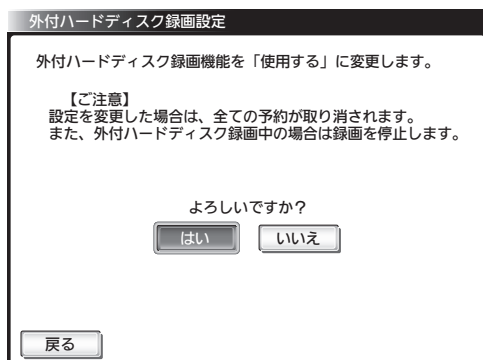 外付ハードディスク録画設定
外付ハードディスク録画機能を「使用する」に変更します。
【ご注意】
設定を変更した場合は、全ての予約が取り消されます。
また、外付ハードディスク録画中の場合は録画を停止します。
よろしいですか？
はい いいえ
戻る